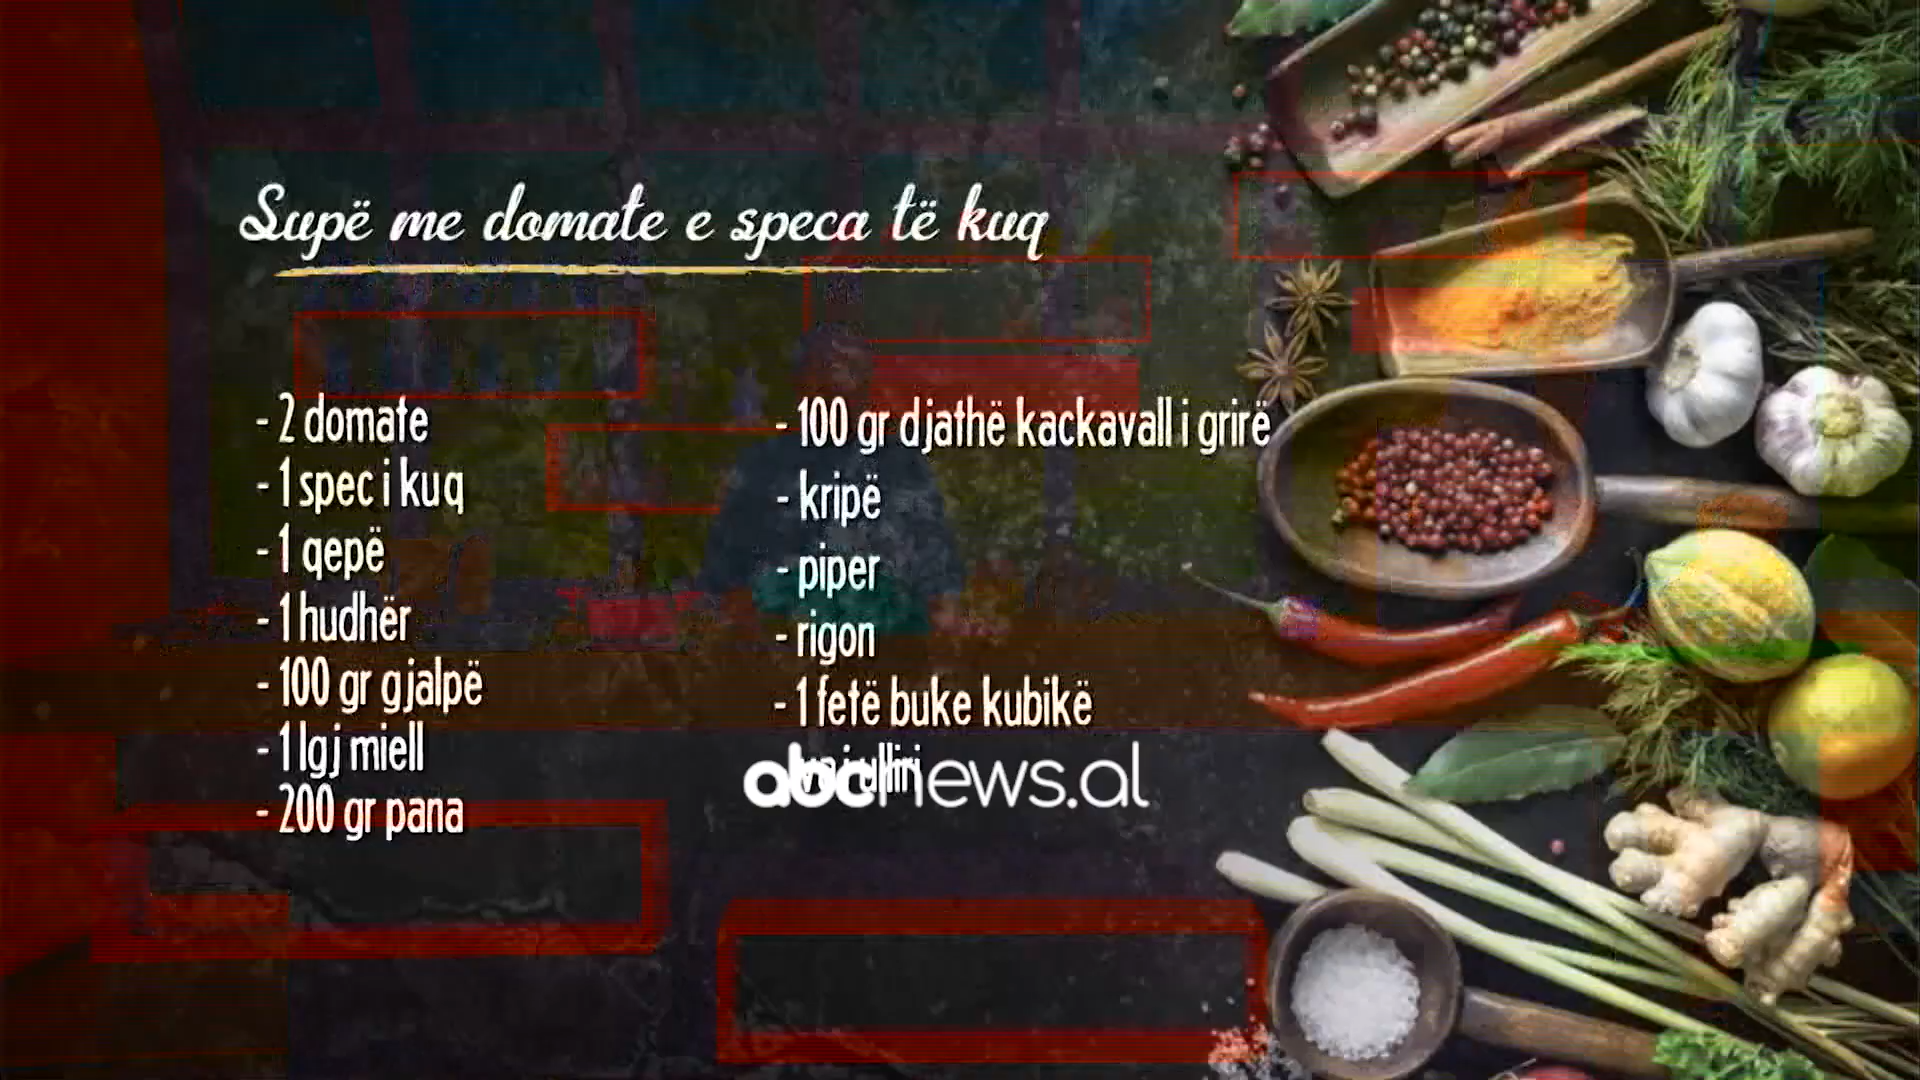 Supë me domate e speca të kuq
- 2 domate
- 1 spec i kuq
- 1 qepë
- 1 hudhër
- 100 gr gjalpë
- 1 lgj miell
- 200 gr pana
- 100 gr djathë kackavall i grirë
- kripë
- piper
- rigon
- 1 fetë buke kubikë
vaj ulliri
abcnews.al